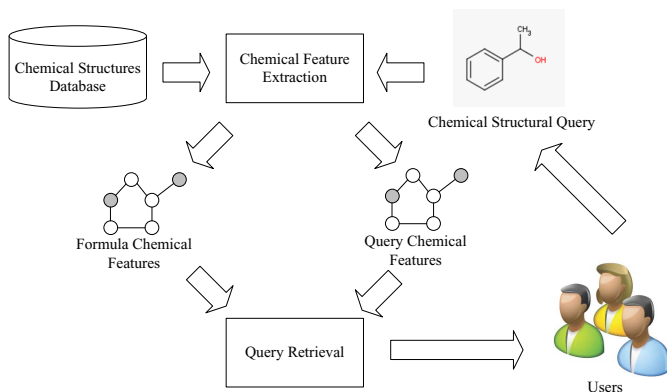 Chemical Structures
Database
Chemical Feature
Extraction
CH₃
OH
Chemical Structural Query
Formula Chemical
Features
Query Chemical
Features
Query Retrieval
Users